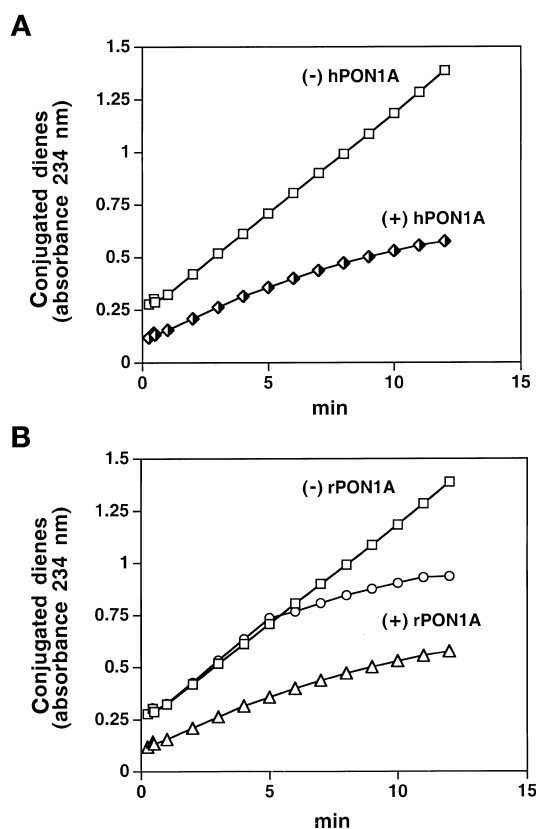 A
1.5
1.25
1
0.75
0.5
0.25
0
Conjugated dienes
(absorbance 234 nm)
(-) hPON1A
(+) hPON1A
0
5
10
15
min
B
1.5
1.25
1
0.75
0.5
0.25
0
Conjugated dienes
(absorbance 234 nm)
(-) rPON1A
(+) rPON1A
0
5
10
15
min